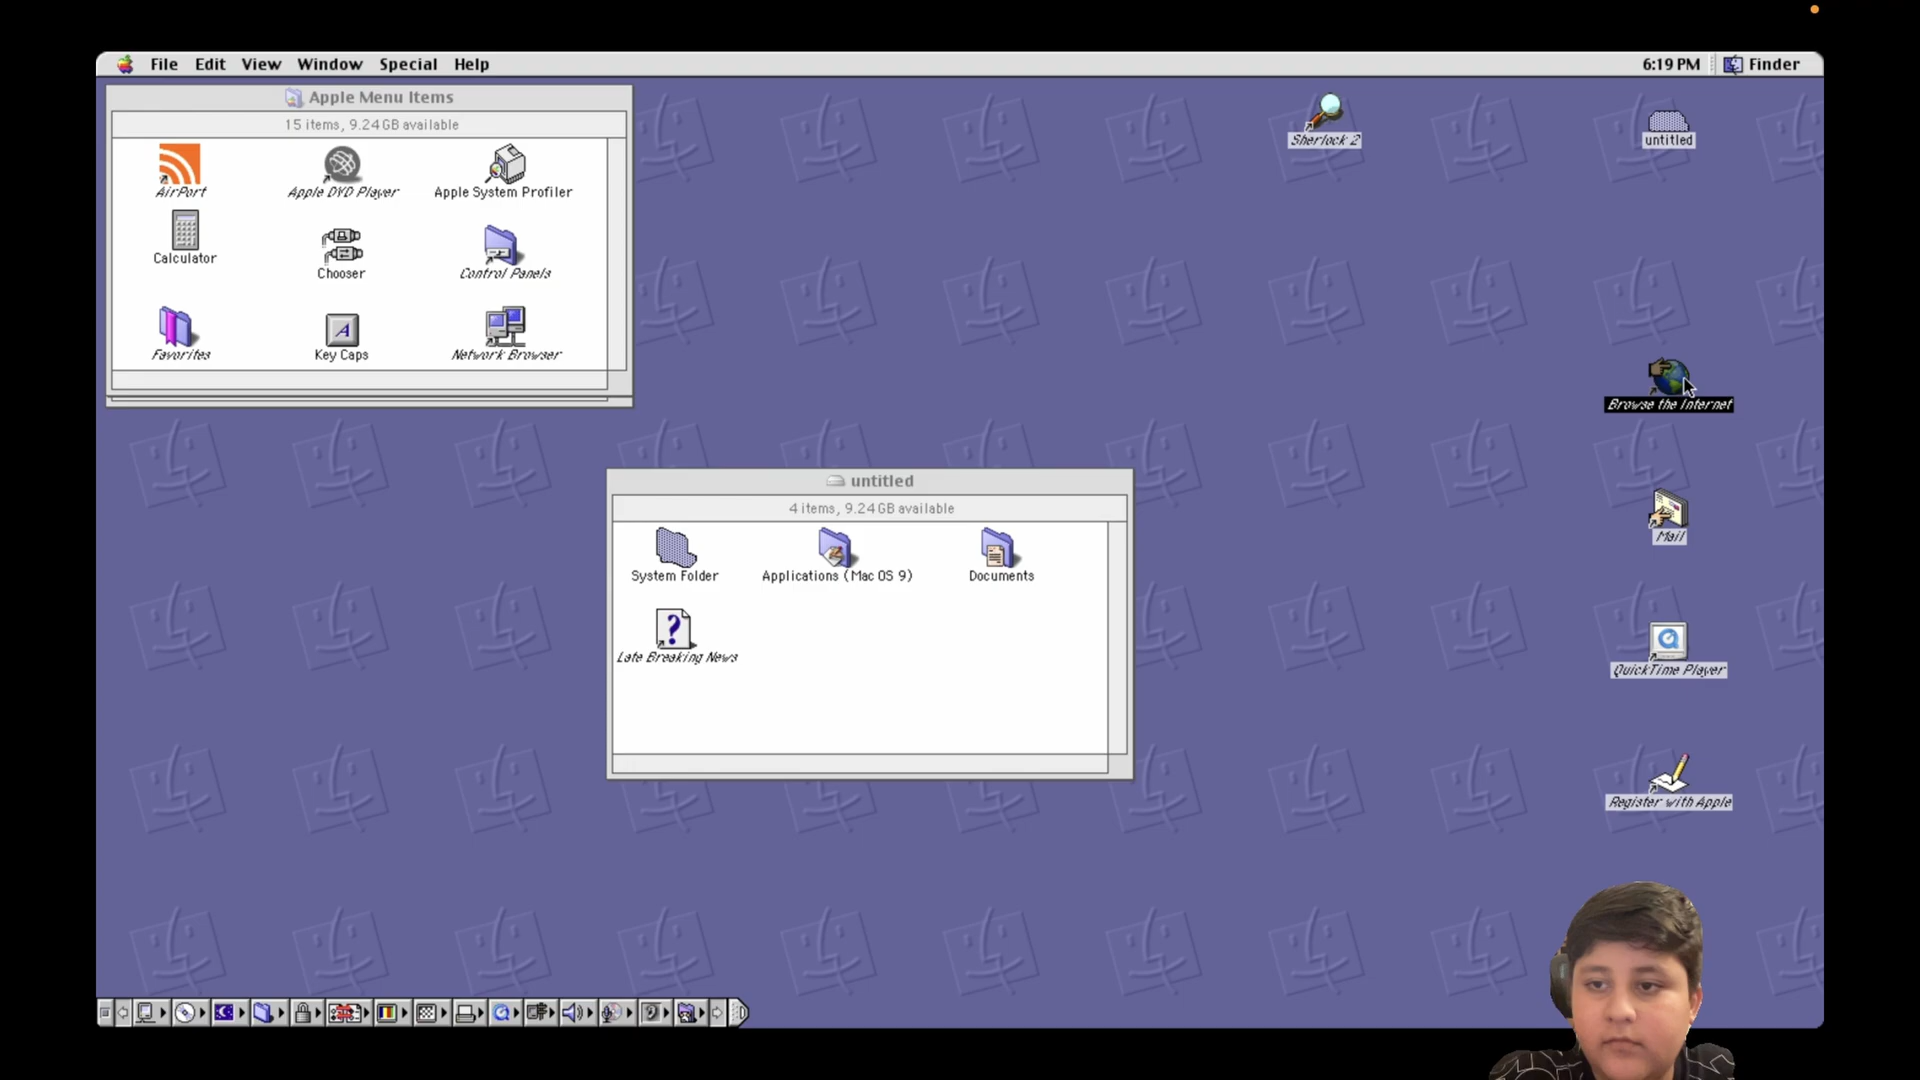 File Edit View Window Special Help
6:19 PM Finder
Apple Menu Items
15 items, 9.24 GB available
AirPort
Apple DVD Player
Apple System Profiler
Calculator
Chooser
Control Panels
Favorites
A
Key Caps
Network Browser
Sherlock 2
untitled
Browse the Internet
Mail
QuickTime Player
Register with Apple
untitled
4 items, 9.24 GB available
System Folder
Applications (Mac OS 9)
Documents
?
Late Breaking News